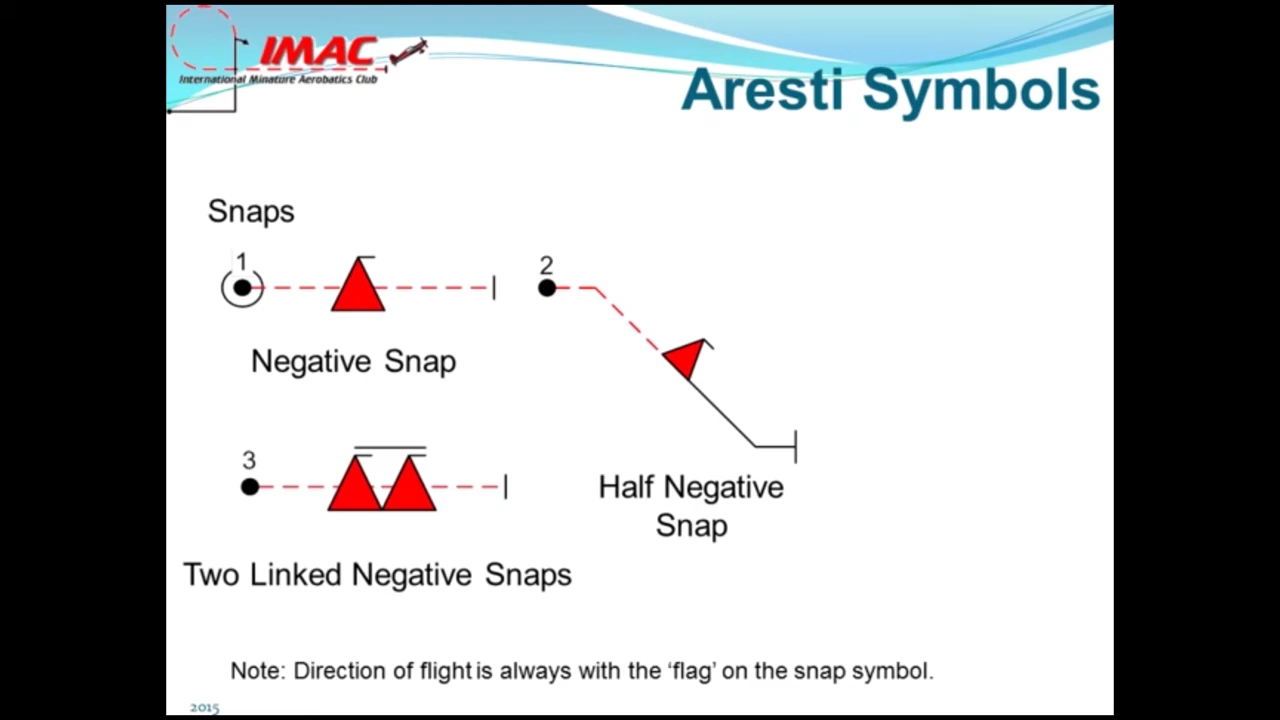 IMAC
International Minature Aerobatics Club
Aresti Symbols
Snaps
1
2
Negative Snap
3
Half Negative
Snap
Two Linked Negative Snaps
Note: Direction of flight is always with the ‘flag’ on the snap symbol.
2015